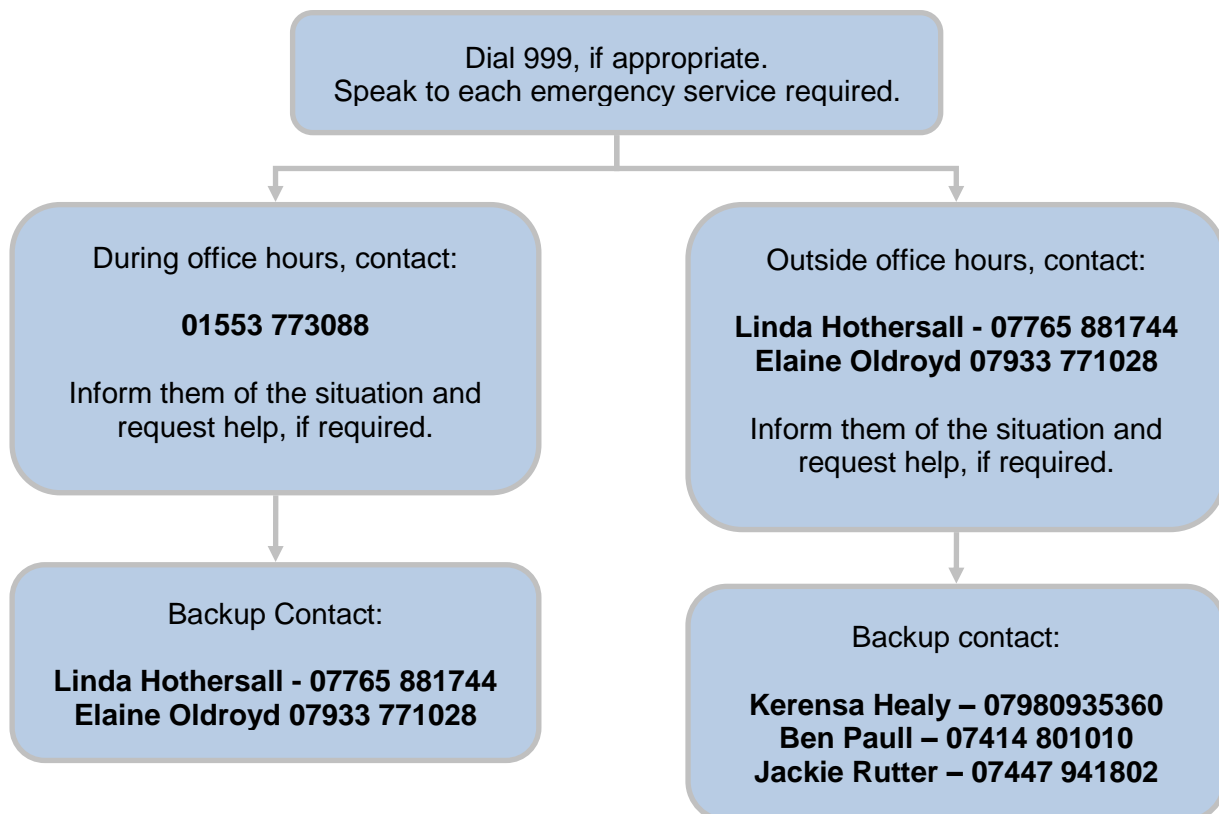 Dial 999, if appropriate.
Speak to each emergency service required.
During office hours, contact:
01553 773088
Inform them of the situation and
request help, if required.
Backup Contact:
Linda Hothersall - 07765 881744
Elaine Oldroyd 07933 771028
Outside office hours, contact:
Linda Hothersall - 07765 881744
Elaine Oldroyd 07933 771028
Inform them of the situation and
request help, if required.
Backup contact:
Kerensa Healy – 07980935360
Ben Paull – 07414 801010
Jackie Rutter – 07447 941802